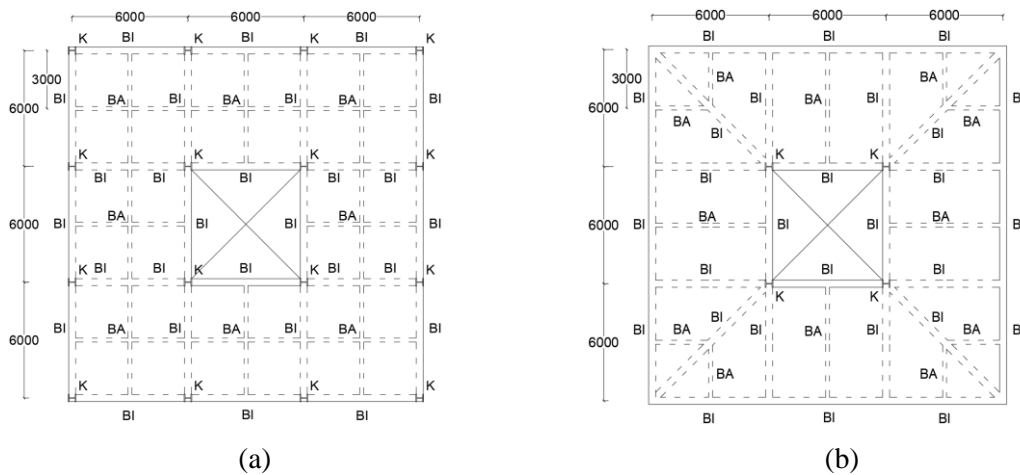 6000 6000 6000 6000 6000 6000
K BI K BI K BI K BI BI BI
3000 3000
BI BI BI BI BI BA BI BI BA B
6000 BA BA BA 6000 BA
BA BI BI BA
K K K K K K
BI BI BI BI BI BI BI BI
BI BA BI BI BA BI BI BA BI BI BA B
6000 6000
K BI BI K BI K BI BI K BI BI BI
K K
BI BA BI BA BI BA BI BI BA BI BI BA BI BI BA B
6000 6000
BA BA
K K K K
BI BI BI BI BI BI
(a) (b)